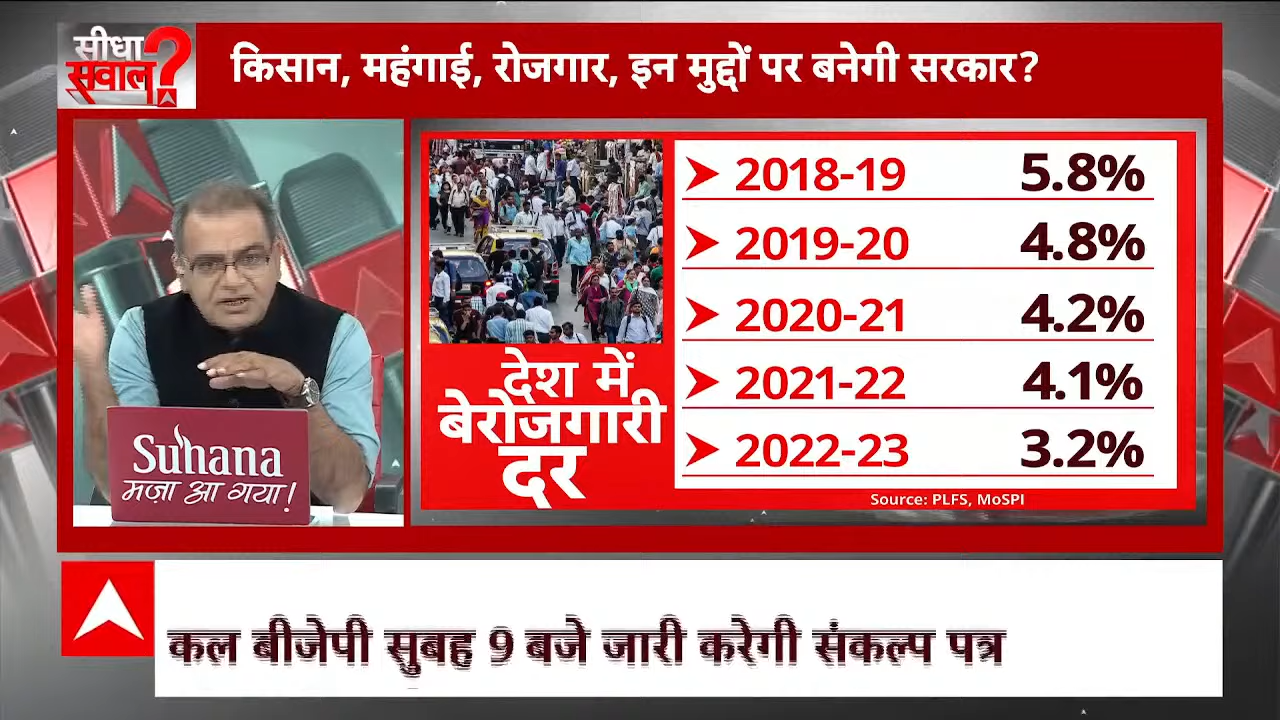 सीधा
सवाल?
किसान, महंगाई, रोजगार, इन मुद्दों पर बनेगी सरकार?
Suhana
मज़ा आ गया!
देश में
बेरोजगारी
दर
2018-19 5.8%
2019-20 4.8%
2020-21 4.2%
2021-22 4.1%
2022-23 3.2%
Source: PLFS, MoSPI
कल बीजेपी सुबह 9 बजे जारी करेगी संकल्प पत्र